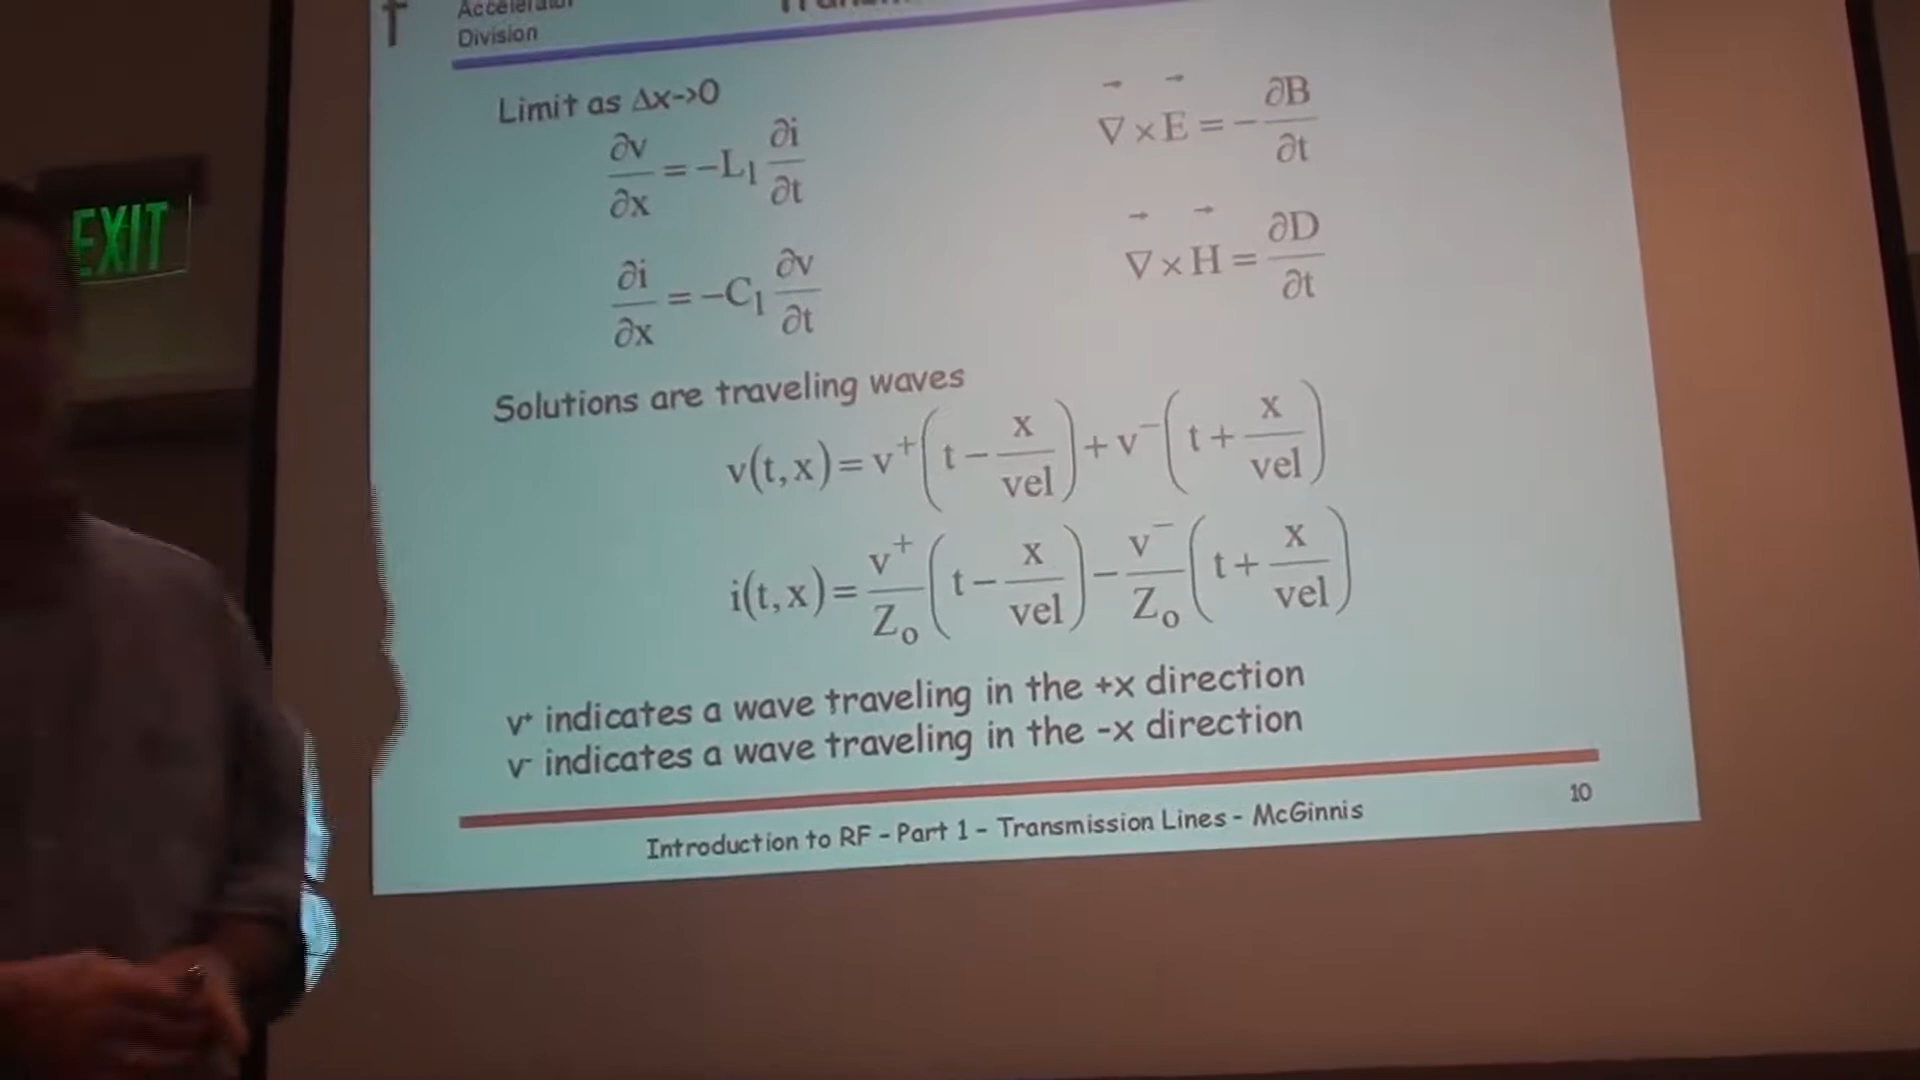 Accelerator
Division
EXIT
Limit as Δx->0
∂v/∂x = -L₁ ∂i/∂t
∇ × E = - ∂B/∂t
∂i/∂x = -C₁ ∂v/∂t
∇ × H = ∂D/∂t
Solutions are traveling waves
v(t,x) = v⁺(t - x/vel) + v⁻(t + x/vel)
i(t,x) = v⁺/Zₒ (t - x/vel) - v⁻/Zₒ (t + x/vel)
v⁺ indicates a wave traveling in the +x direction
v⁻ indicates a wave traveling in the -x direction
Introduction to RF - Part 1 - Transmission Lines - McGinnis
10